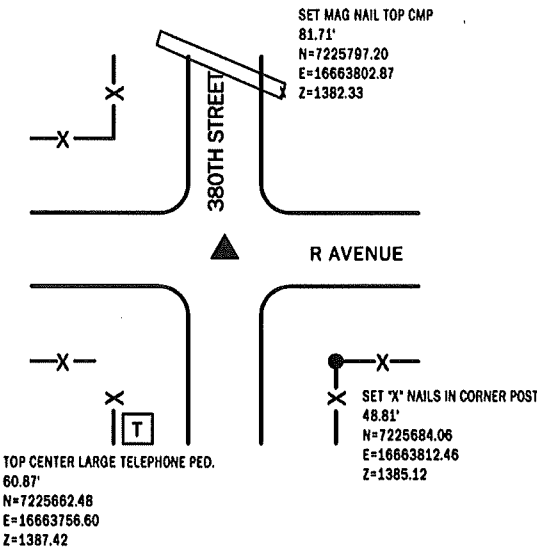 SET MAG NAIL TOP CMP
81.71'
N=7225797.20
E=16663802.87
Z=1382.33
X
X
X
380TH STREET
R AVENUE
X
X
X
X
T
SET "X" NAILS IN CORNER POST
48.81'
N=7225684.06
E=16663812.46
Z=1385.12
TOP CENTER LARGE TELEPHONE PED.
60.87'
N=7225662.48
E=16663756.60
Z=1387.42